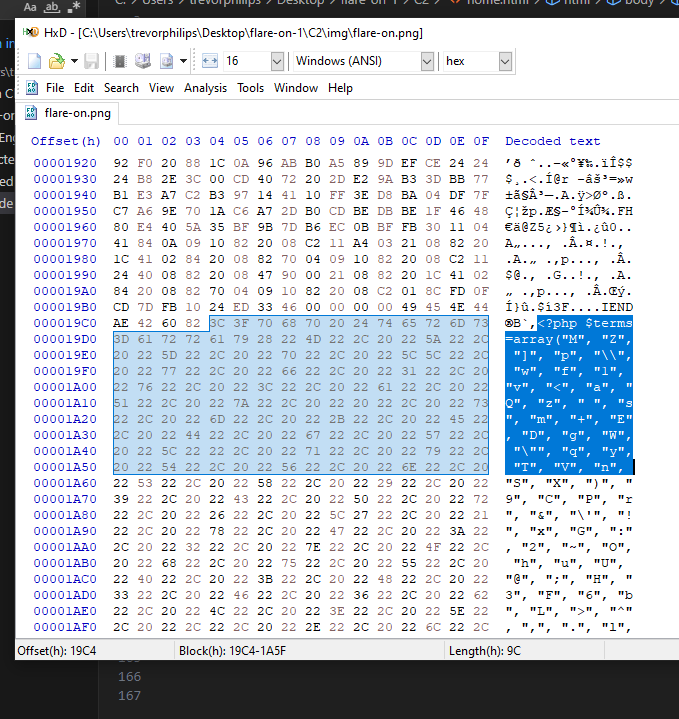 C: > Users > trevorphilips > Desktop > flare-on-1 > C2 > home.html > html > body
Aa ab .*
HxD - [C:\Users\trevorphilips\Desktop\flare-on-1\C2\img\flare-on.png]
16 Windows (ANSI) hex
File Edit Search View Analysis Tools Window Help
flare-on.png
Offset(h) 00 01 02 03 04 05 06 07 08 09 0A 0B 0C 0D 0E 0F Decoded text
00001920 92 F0 20 88 1C 0A 96 AB B0 A5 89 9D EF CE 24 24 ’ð ˆ..–«°¥‰.ïÎ$$
00001930 24 B8 2E 3C 00 CD 40 72 20 2D E2 9A B3 3D BB 77 $¸.<.Í@r -âš³=»w
00001940 B1 E3 A7 C2 B3 97 14 41 10 FF 3E D8 BA 04 DF 7F ±ã§Â³—.A.ÿ>Øº.ß.
00001950 C7 A6 9E 70 1A C6 A7 2D B0 CD BE DB BE 1F 46 48 Ç¦žp.Æ§-°Í¾Û¾.FH
00001960 80 E4 40 5A 35 BF 9B 7D B6 EC 0B BF FB 30 11 04 €ä@Z5¿›}¶ì.¿û0..
00001970 41 84 0A 09 10 82 20 08 C2 11 A4 03 21 08 82 20 A„...‚ .Â.¤.!.‚
00001980 1C 41 02 84 20 08 82 70 04 09 10 82 20 08 C2 11 .A.„ .‚p...‚ .Â.
00001990 24 40 08 82 20 08 47 90 00 21 08 82 20 1C 41 02 $@.‚ .G..!.‚ .A.
000019A0 84 20 08 82 70 04 09 10 82 20 08 C2 01 8C FD 0F „ .‚p...‚ .Â.Œý.
000019B0 CD 7D FB 10 24 ED 33 46 00 00 00 00 49 45 4E 44 Í}û.$í3F....IEND
000019C0 AE 42 60 82 3C 3F 70 68 70 20 24 74 65 72 6D 73 ®B`‚<?php $terms
000019D0 3D 61 72 72 61 79 28 22 4D 22 2C 20 22 5A 22 2C =array("M", "Z",
000019E0 20 22 5D 22 2C 20 22 70 22 2C 20 22 5C 5C 22 2C "]", "p", "\\",
000019F0 20 22 77 22 2C 20 22 66 22 2C 20 22 31 22 2C 20 "w", "f", "1",
00001A00 22 76 22 2C 20 22 3C 22 2C 20 22 61 22 2C 20 22 "v", "<", "a", "
00001A10 51 22 2C 20 22 7A 22 2C 20 22 20 22 2C 20 22 73 Q", "z", " ", "s
00001A20 22 2C 20 22 6D 22 2C 20 22 2B 22 2C 20 22 45 22 ", "m", "+", "E"
00001A30 2C 20 22 44 22 2C 20 22 67 22 2C 20 22 57 22 2C , "D", "g", "W",
00001A40 20 22 5C 22 22 2C 20 22 71 22 2C 20 22 79 22 2C "\"", "q", "y",
00001A50 20 22 54 22 2C 20 22 56 22 2C 20 22 6E 22 2C 20 "T", "V", "n",
00001A60 22 53 22 2C 20 22 58 22 2C 20 22 29 22 2C 20 22 "S", "X", ")", "
00001A70 39 22 2C 20 22 43 22 2C 20 22 50 22 2C 20 22 72 9", "C", "P", "r
00001A80 22 2C 20 22 26 22 2C 20 22 5C 27 22 2C 20 22 21 ", "&", "\'", "!
00001A90 22 2C 20 22 78 22 2C 20 22 47 22 2C 20 22 3A 22 ", "x", "G", ":"
00001AA0 2C 20 22 32 22 2C 20 22 7E 22 2C 20 22 4F 22 2C , "2", "~", "O",
00001AB0 20 22 68 22 2C 20 22 75 22 2C 20 22 55 22 2C 20 "h", "u", "U",
00001AC0 22 40 22 2C 20 22 3B 22 2C 20 22 48 22 2C 20 22 "@", ";", "H", "
00001AD0 33 22 2C 20 22 46 22 2C 20 22 36 22 2C 20 22 62 3", "F", "6", "b
00001AE0 22 2C 20 22 4C 22 2C 20 22 3E 22 2C 20 22 5E 22 ", "L", ">", "^"
00001AF0 2C 20 22 2C 22 2C 20 22 2E 22 2C 20 22 6C 22 2C , ",", ".", "l",
Offset(h): 19C4 Block(h): 19C4-1A5F Length(h): 9C
166
167